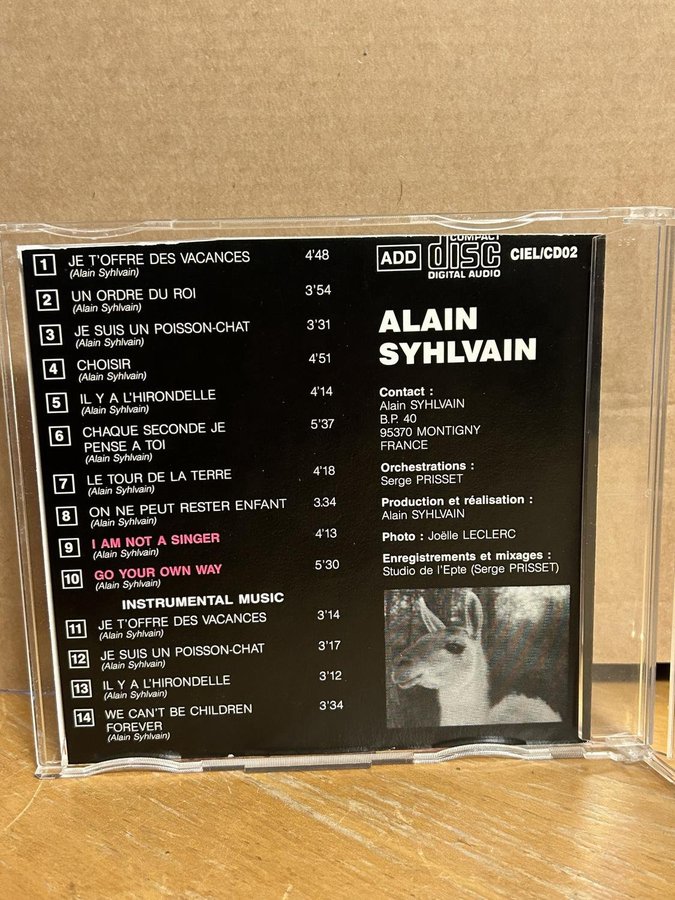 1 JE T'OFFRE DES VACANCES 4'48
(Alain Syhlvain)
2 UN ORDRE DU ROI 3'54
(Alain Syhlvain)
3 JE SUIS UN POISSON-CHAT 3'31
(Alain Syhlvain)
4 CHOISIR 4'51
(Alain Syhlvain)
5 IL Y A L'HIRONDELLE 4'14
(Alain Syhlvain)
6 CHAQUE SECONDE JE 5'37
PENSE A TOI
(Alain Syhlvain)
7 LE TOUR DE LA TERRE 4'18
(Alain Syhlvain)
8 ON NE PEUT RESTER ENFANT 3.34
(Alain Syhlvain)
9 I AM NOT A SINGER 4'13
(Alain Syhlvain)
10 GO YOUR OWN WAY 5'30
(Alain Syhlvain)
INSTRUMENTAL MUSIC
11 JE T'OFFRE DES VACANCES 3'14
(Alain Syhlvain)
12 JE SUIS UN POISSON-CHAT 3'17
(Alain Syhlvain)
13 IL Y A L'HIRONDELLE 3'12
(Alain Syhlvain)
14 WE CAN'T BE CHILDREN 3'34
FOREVER
(Alain Syhlvain)
ADD
COMPACT
disc
DIGITAL AUDIO
CIEL/CD02
ALAIN
SYHLVAIN
Contact :
Alain SYHLVAIN
B.P. 40
95370 MONTIGNY
FRANCE
Orchestrations :
Serge PRISSET
Production et réalisation :
Alain SYHLVAIN
Photo : Joëlle LECLERC
Enregistrements et mixages :
Studio de l'Epte (Serge PRISSET)